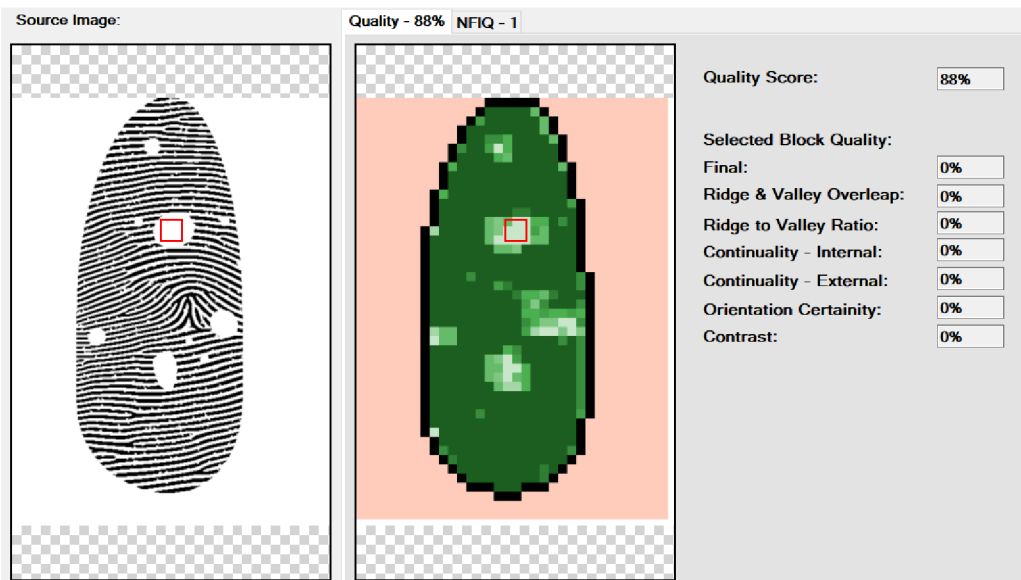 Source Image:
Quality - 88% NFIQ - 1
Quality Score: 88%
Selected Block Quality:
Final: 0%
Ridge & Valley Overleap: 0%
Ridge to Valley Ratio: 0%
Continuality - Internal: 0%
Continuality - External: 0%
Orientation Certainity: 0%
Contrast: 0%